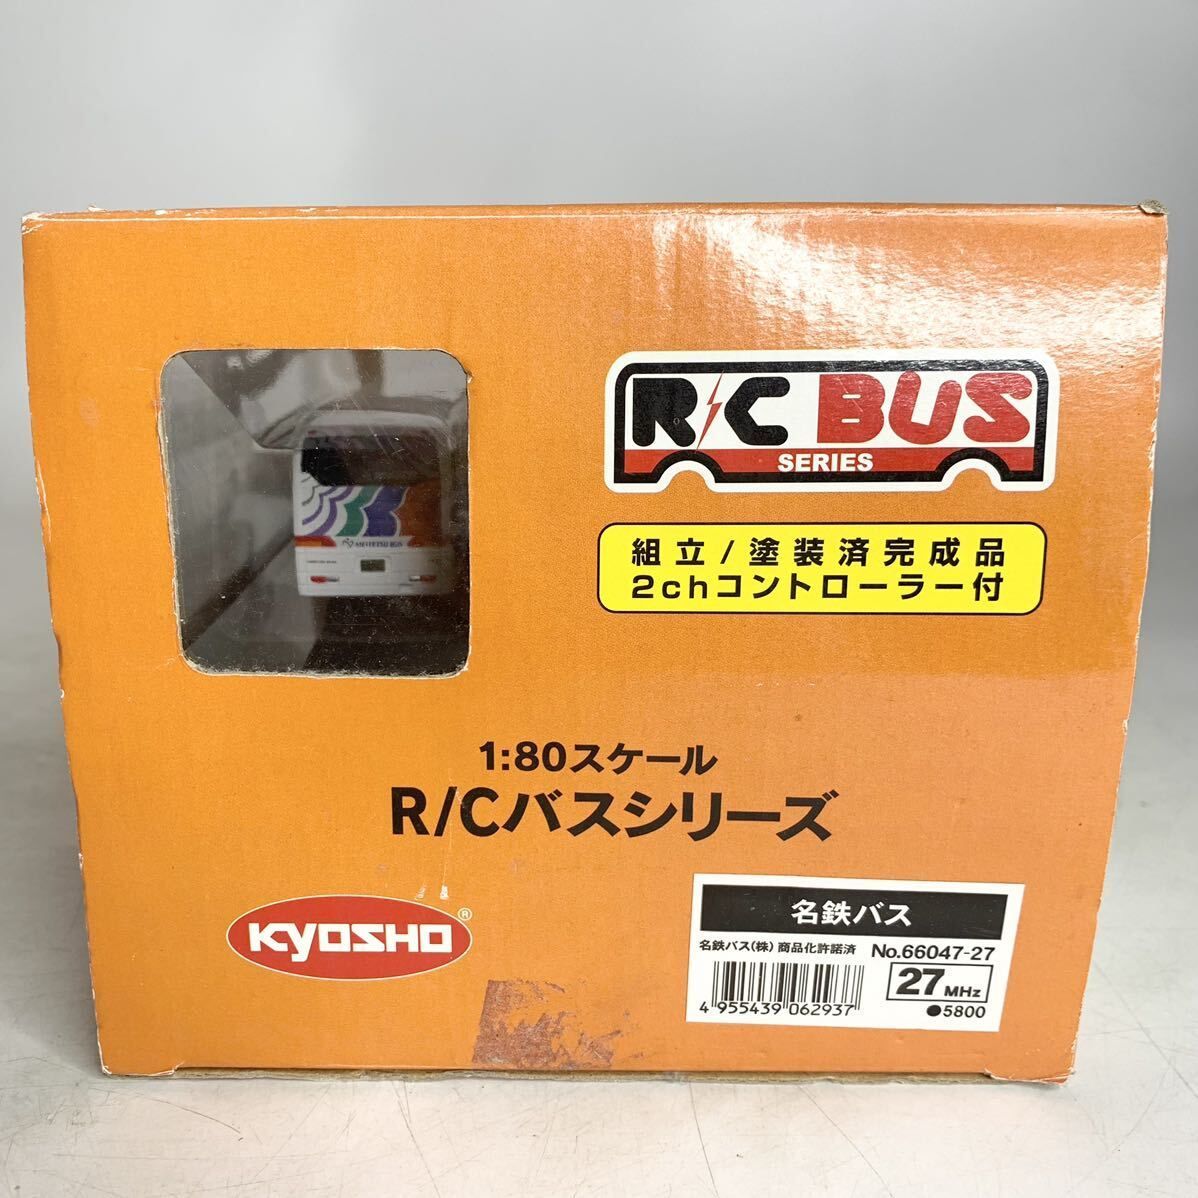 R/C BUS
SERIES
組立/塗装済完成品
2chコントローラー付
MEITETSU BUS
1:80スケール
R/Cバスシリーズ
KYOSHO®
名鉄バス
名鉄バス(株)商品化許諾済 No.66047-27
27MHz
4 955439 062937
●5800